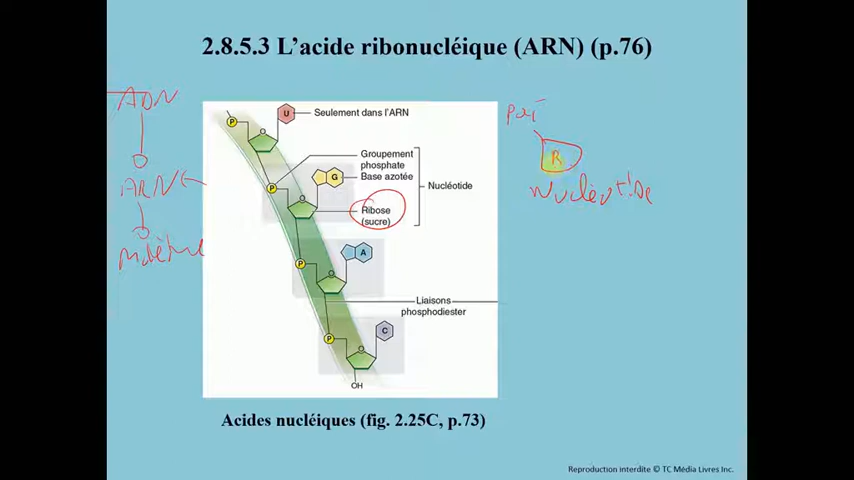 2.8.5.3 L'acide ribonucléique (ARN) (p.76)
ADN
ARN
U
Seulement dans l'ARN
P
O
Groupement
phosphate
Base azotée
G
P
Nucléotide
Ribose
(sucre)
O
A
P
O
Liaisons
phosphodiester
C
P
O
OH
R
Nucléotide
Acides nucléiques (fig. 2.25C, p.73)
Reproduction interdite © TC Média Livres Inc.